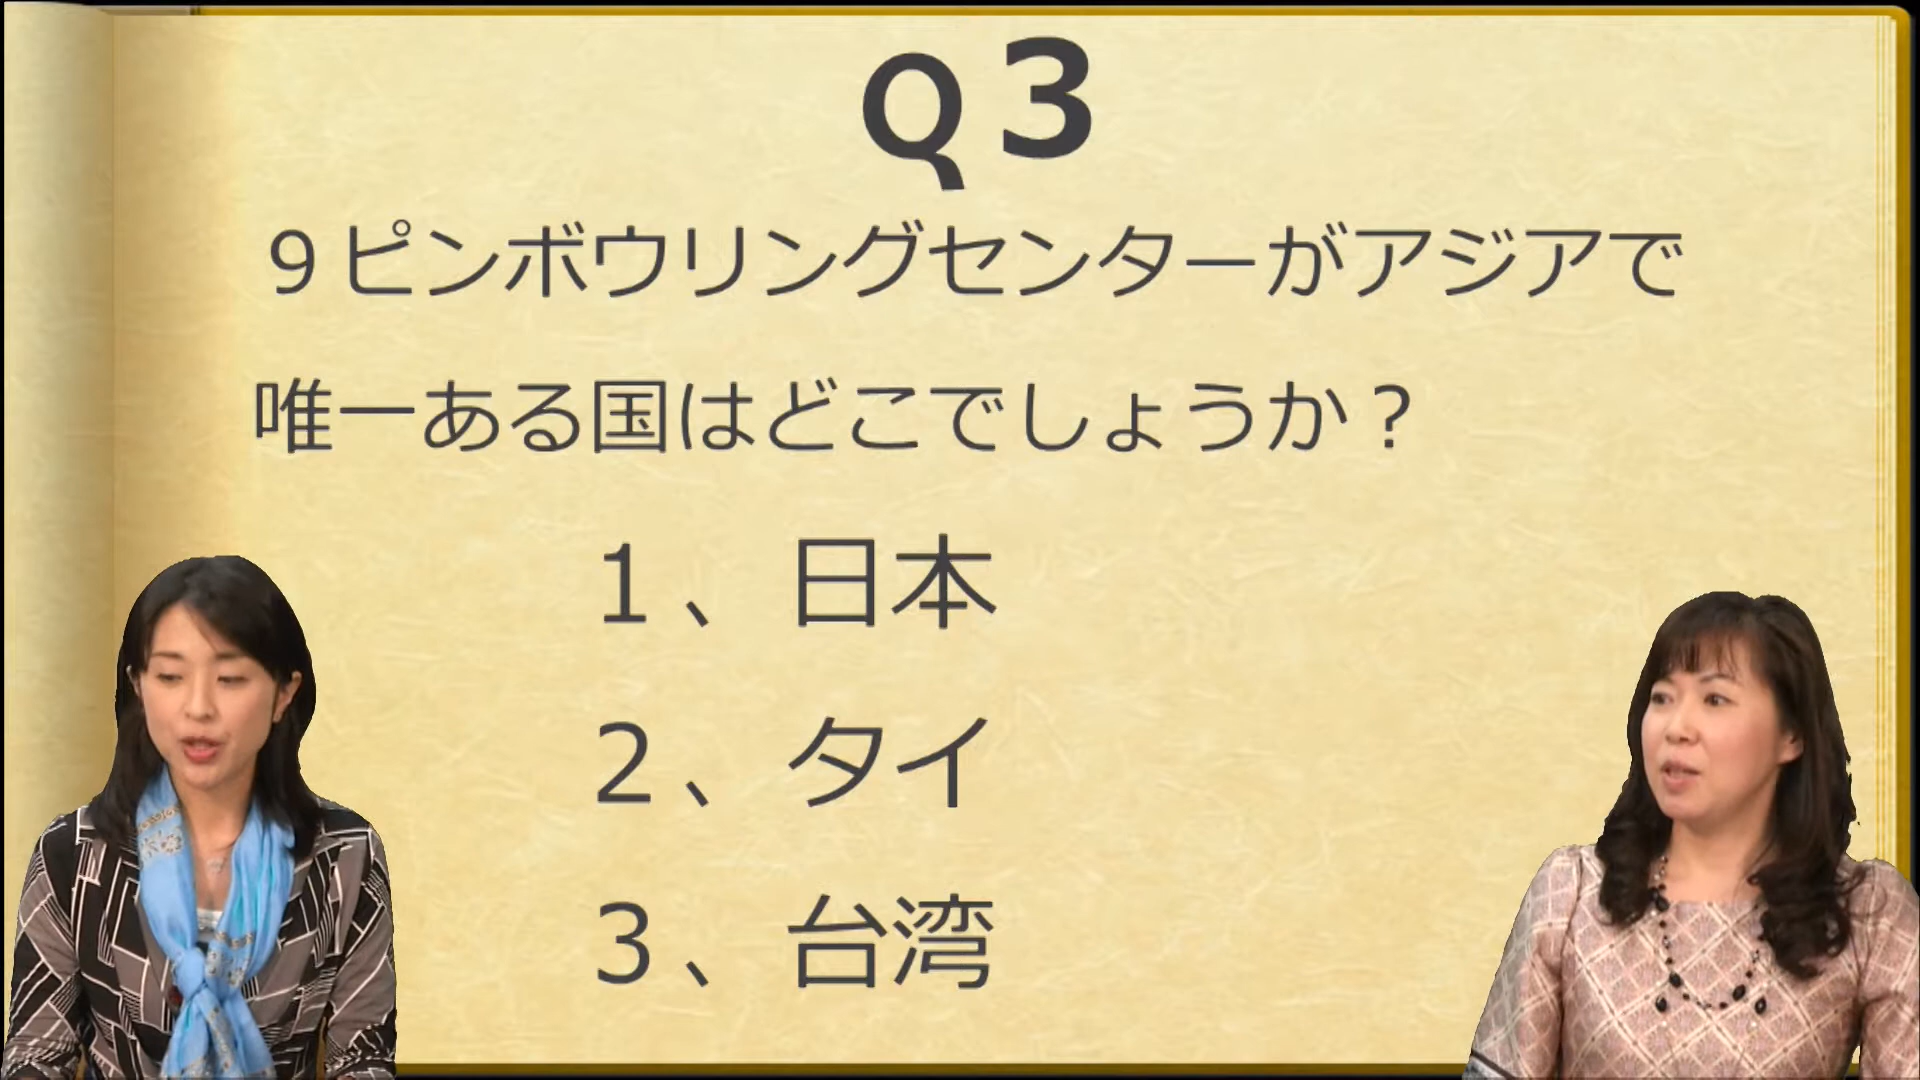 Q３
９ピンボウリングセンターがアジアで
唯一ある国はどこでしょうか？
１、日本
２、タイ
３、台湾